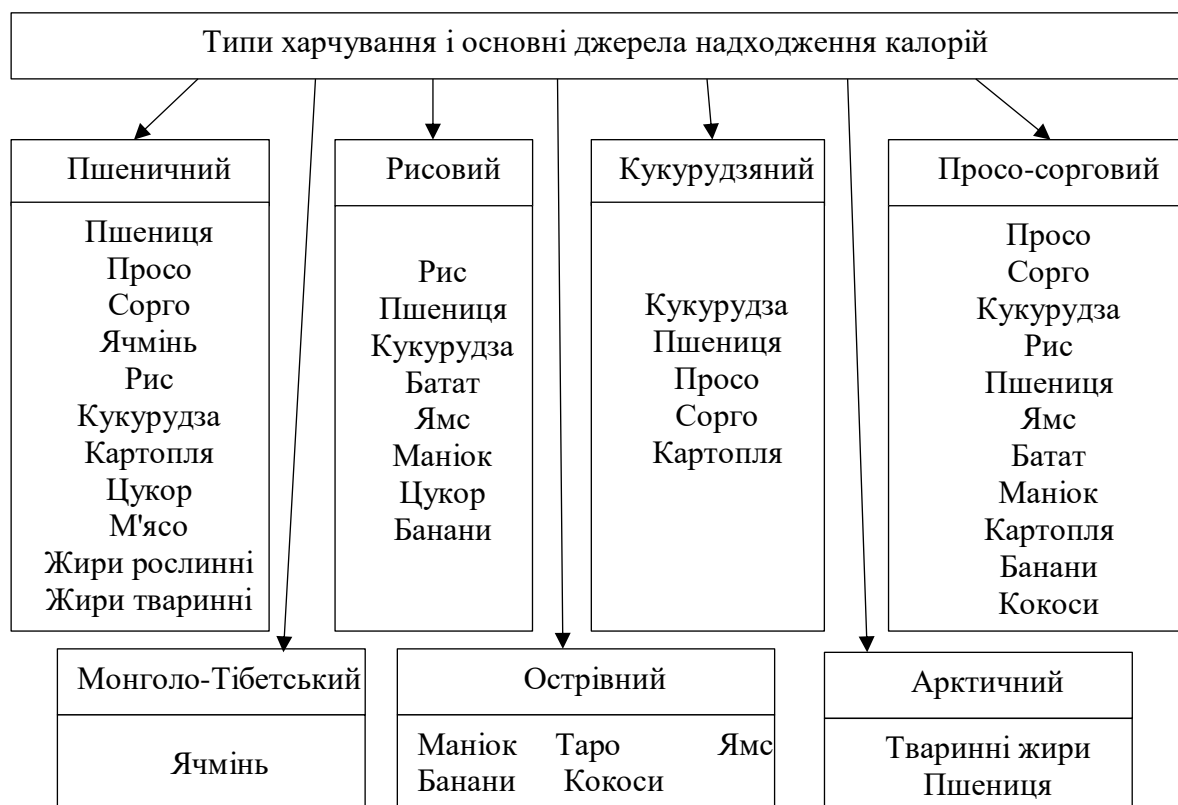 Типи харчування і основні джерела надходження калорій
Пшеничний
Пшениця
Просо
Сорго
Ячмінь
Рис
Кукурудза
Картопля
Цукор
М'ясо
Жири рослинні
Жири тваринні
Рисовий
Рис
Пшениця
Кукурудза
Батат
Ямс
Маніок
Цукор
Банани
Кукурудзяний
Кукурудза
Пшениця
Просо
Сорго
Картопля
Просо-сорговий
Просо
Сорго
Кукурудза
Рис
Пшениця
Ямс
Батат
Маніок
Картопля
Банани
Кокоси
Монголо-Тібетський
Ячмінь
Острівний
Маніок Таро Ямс
Банани Кокоси
Арктичний
Тваринні жири
Пшениця